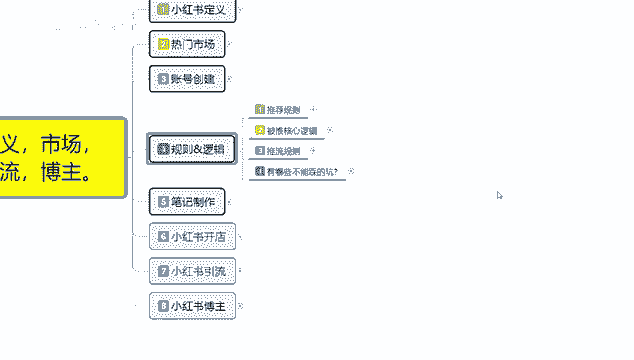 1 小红书定义
2 热门市场
3 账号创建
义，市场，
流，博主。
4 规则&逻辑
1 推荐规则
2 被推核心逻辑
3 推流规则
4 有哪些不能踩的坑?
5 笔记制作
6 小红书开店
7 小红书引流
8 小红书博主